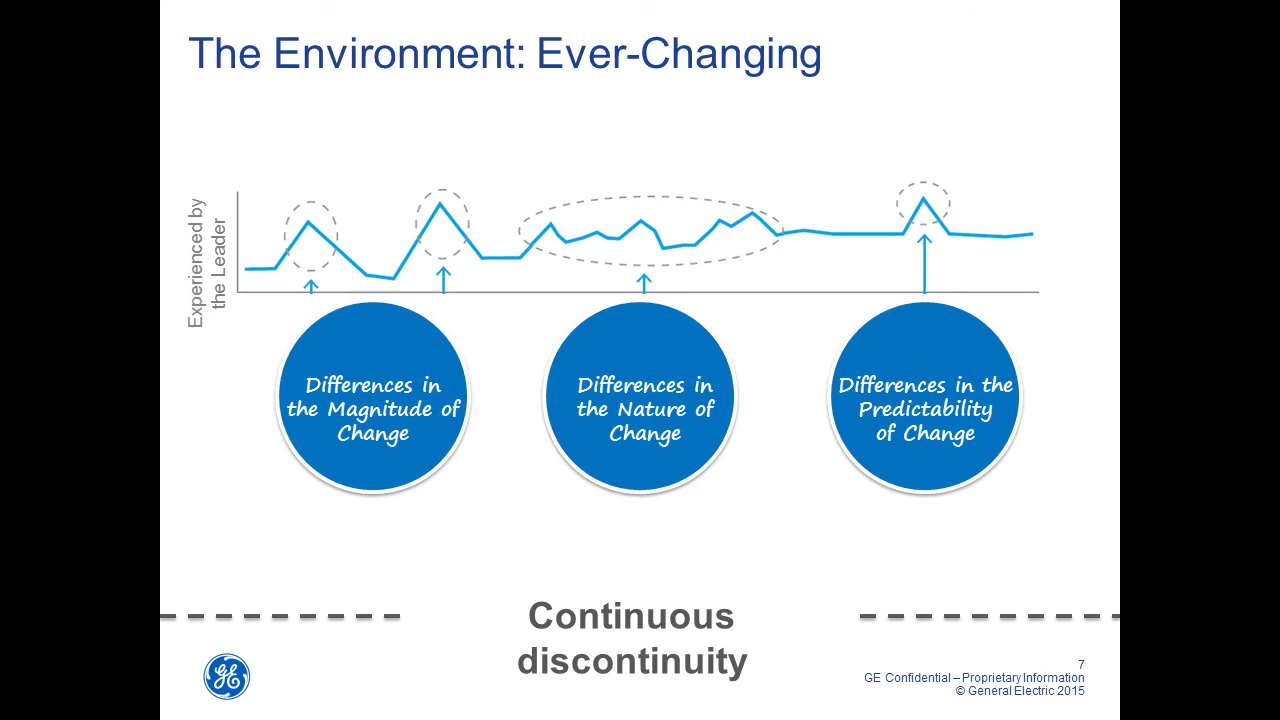 The Environment: Ever-Changing
Experienced by
the Leader
Differences in
the Magnitude of
Change
Differences in
the Nature of
Change
Differences in the
Predictability
of Change
Continuous
discontinuity
GE
7
GE Confidential – Proprietary Information
© General Electric 2015